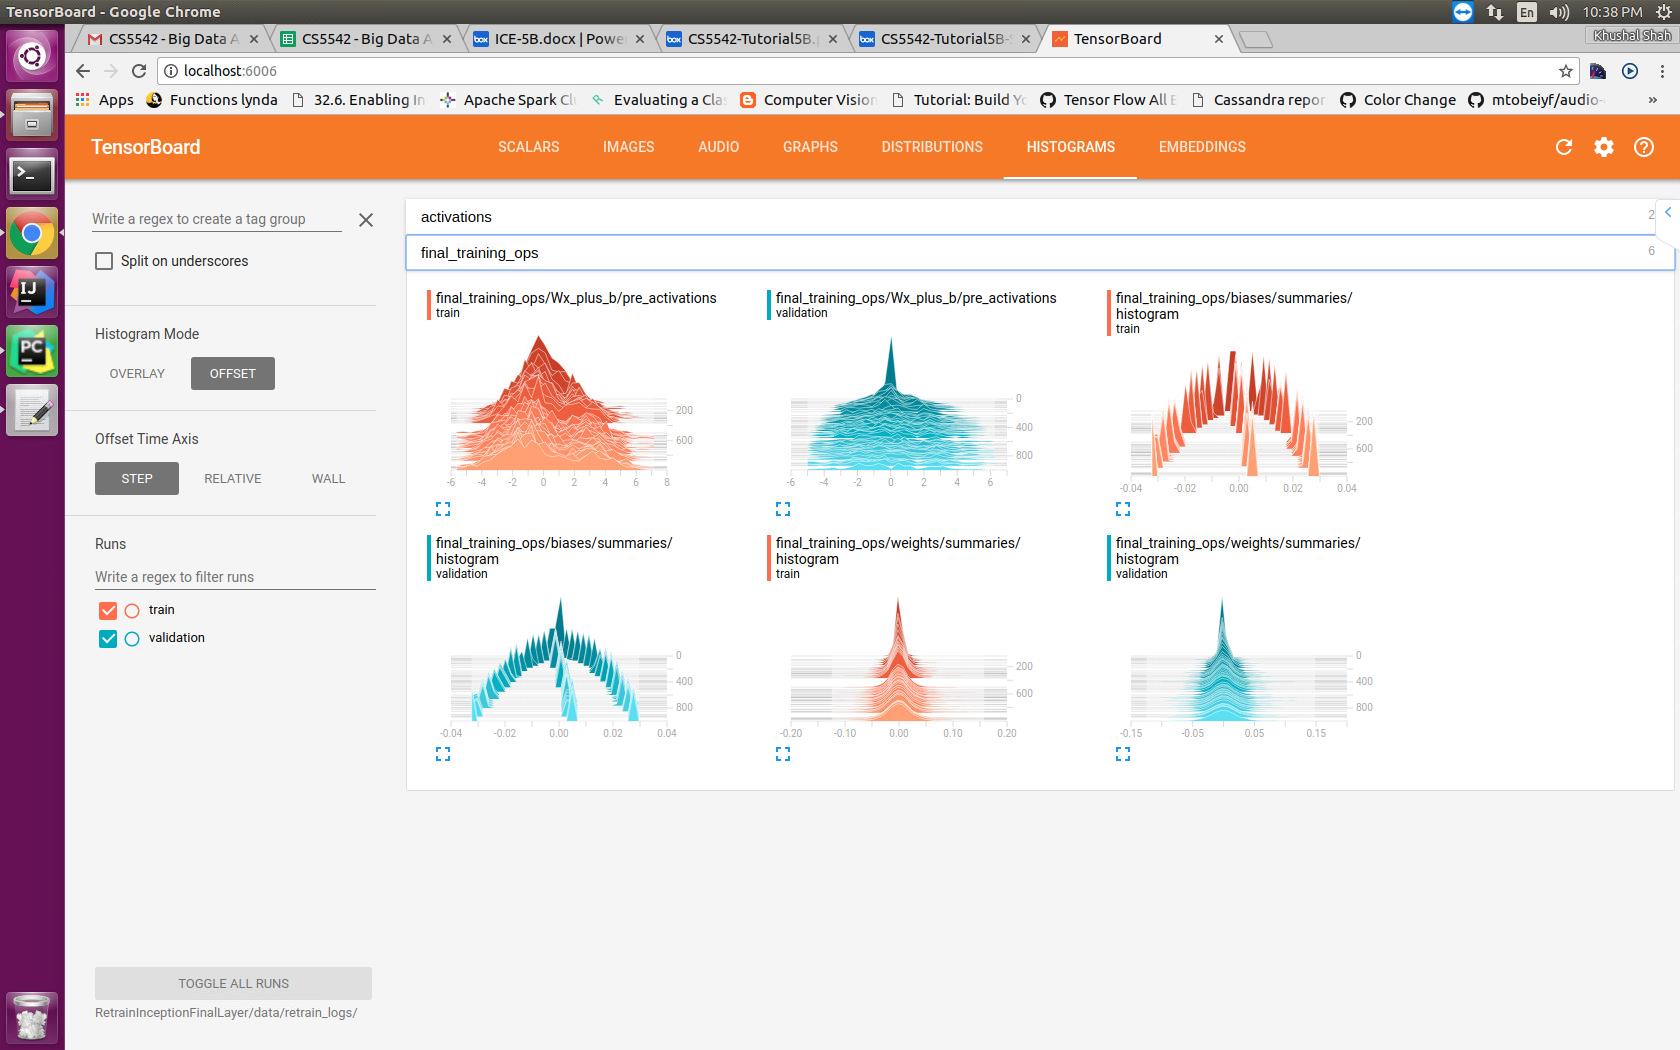 TensorBoard - Google Chrome
En
10:38 PM
CS5542 - Big Data A
CS5542 - Big Data A
ICE-5B.docx | Powe
CS5542-Tutorial5B.
CS5542-Tutorial5B-
TensorBoard
Khushal Shah
localhost:6006
Apps
Functions lynda
32.6. Enabling In
Apache Spark Cl
Evaluating a Clas
Computer Vision
Tutorial: Build Yo
Tensor Flow All E
Cassandra repor
Color Change
mtobeiyf/audio-
»
TensorBoard
SCALARS
IMAGES
AUDIO
GRAPHS
DISTRIBUTIONS
HISTOGRAMS
EMBEDDINGS
Write a regex to create a tag group
Split on underscores
Histogram Mode
OVERLAY
OFFSET
Offset Time Axis
STEP
RELATIVE
WALL
Runs
Write a regex to filter runs
train
validation
TOGGLE ALL RUNS
RetrainInceptionFinalLayer/data/retrain_logs/
activations
2
final_training_ops
6
final_training_ops/Wx_plus_b/pre_activations
train
200
600
-6 -4 -2 0 2 4 6 8
final_training_ops/Wx_plus_b/pre_activations
validation
0
400
800
-6 -4 -2 0 2 4 6
final_training_ops/biases/summaries/
histogram
train
200
600
-0.04 -0.02 0.00 0.02 0.04
final_training_ops/biases/summaries/
histogram
validation
0
400
800
-0.04 -0.02 0.00 0.02 0.04
final_training_ops/weights/summaries/
histogram
train
200
600
-0.20 -0.10 0.00 0.10 0.20
final_training_ops/weights/summaries/
histogram
validation
0
400
800
-0.15 -0.05 0.05 0.15
IJ
PC